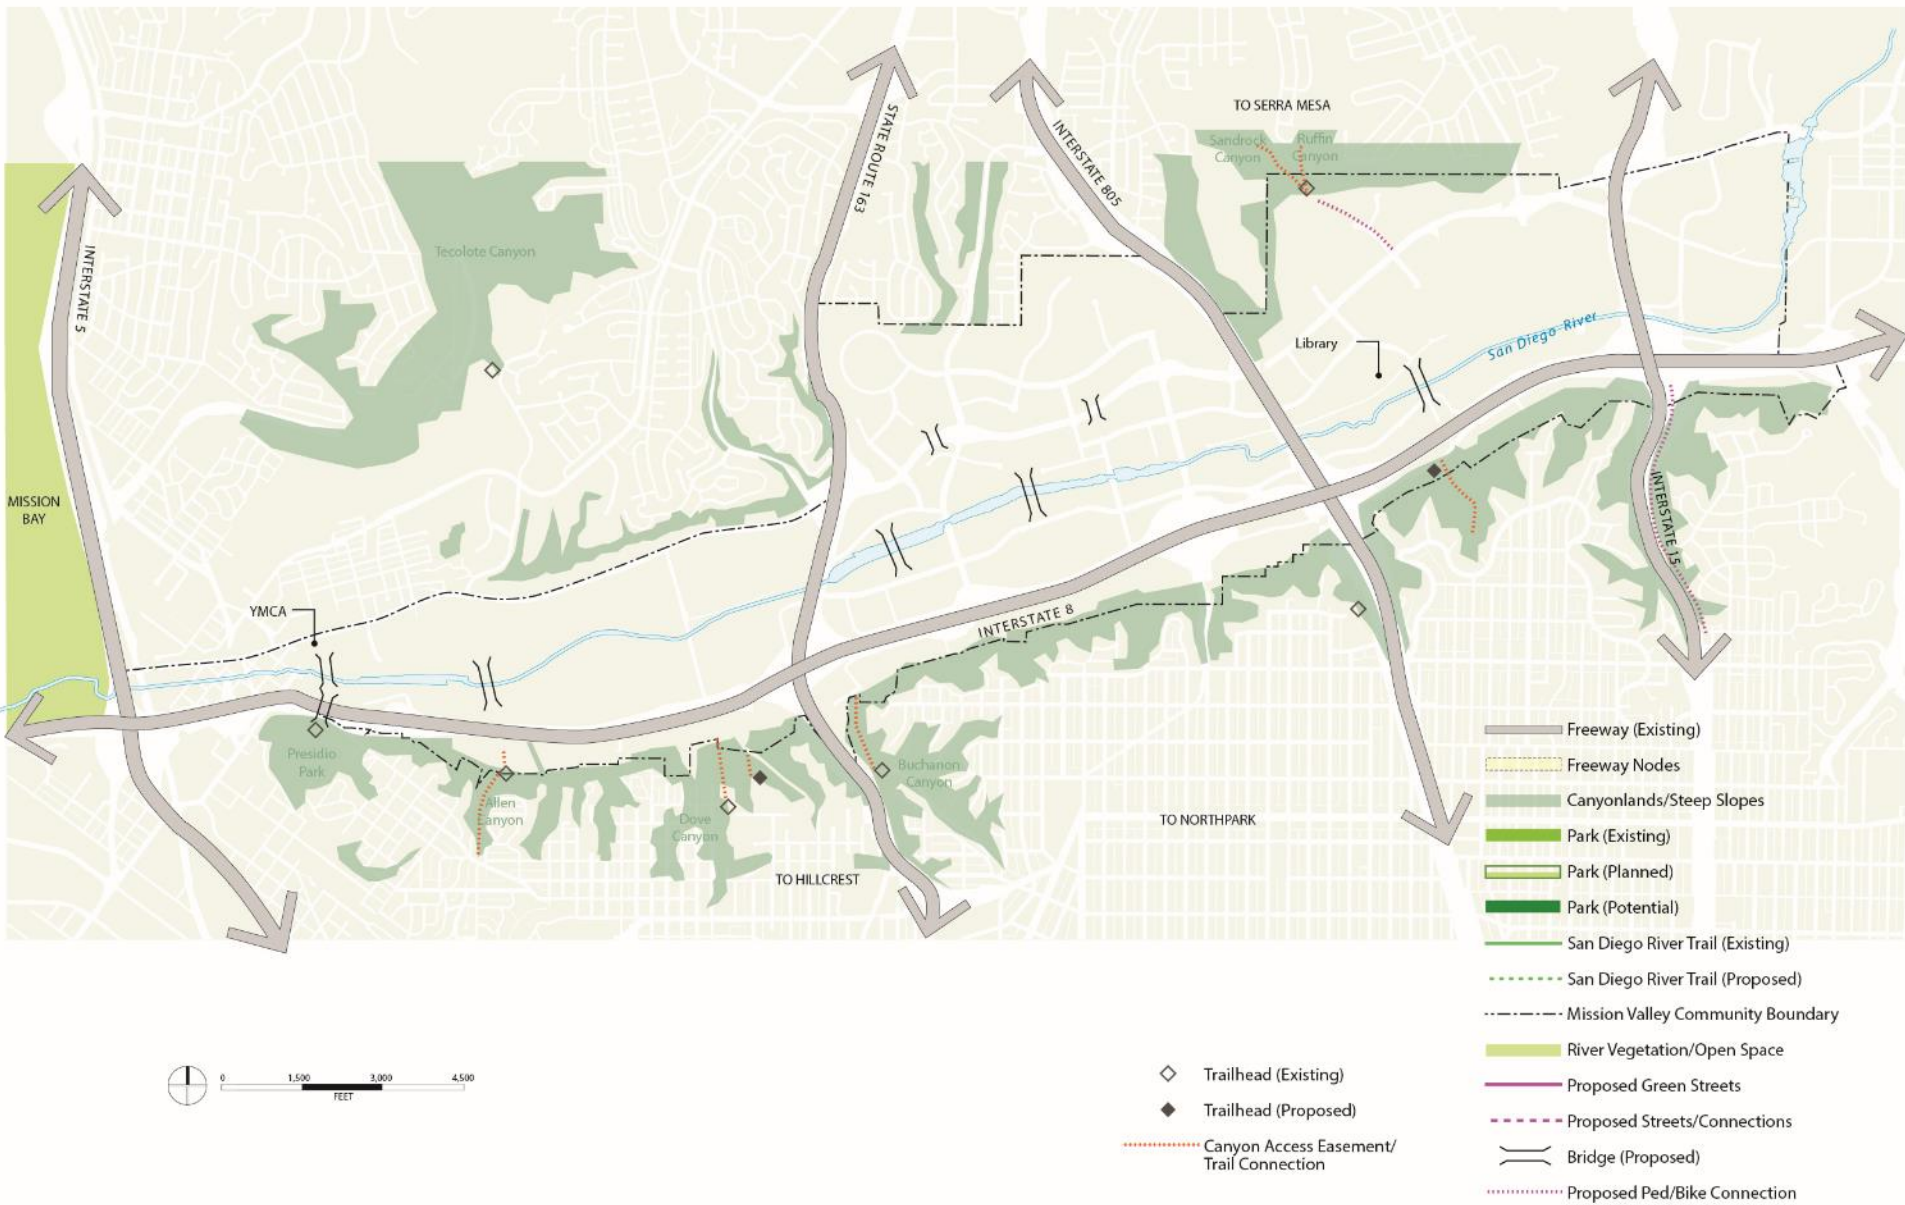 TO SERRA MESA
STATE ROUTE 163
INTERSTATE 805
Sandrock
Canyon
Ruffin
Canyon
INTERSTATE 5
Tecolote Canyon
San Diego River
Library
MISSION
BAY
INTERSTATE 15
YMCA
INTERSTATE 8
Presidio
Park
Allen
Canyon
Dove
Canyon
Buchanon
Canyon
TO HILLCREST
TO NORTHPARK
Freeway (Existing)
Freeway Nodes
Canyonlands/Steep Slopes
Park (Existing)
Park (Planned)
Park (Potential)
San Diego River Trail (Existing)
San Diego River Trail (Proposed)
Mission Valley Community Boundary
River Vegetation/Open Space
Proposed Green Streets
Proposed Streets/Connections
Bridge (Proposed)
Proposed Ped/Bike Connection
Trailhead (Existing)
Trailhead (Proposed)
Canyon Access Easement/
Trail Connection
0 1,500 3,000 4,500
FEET